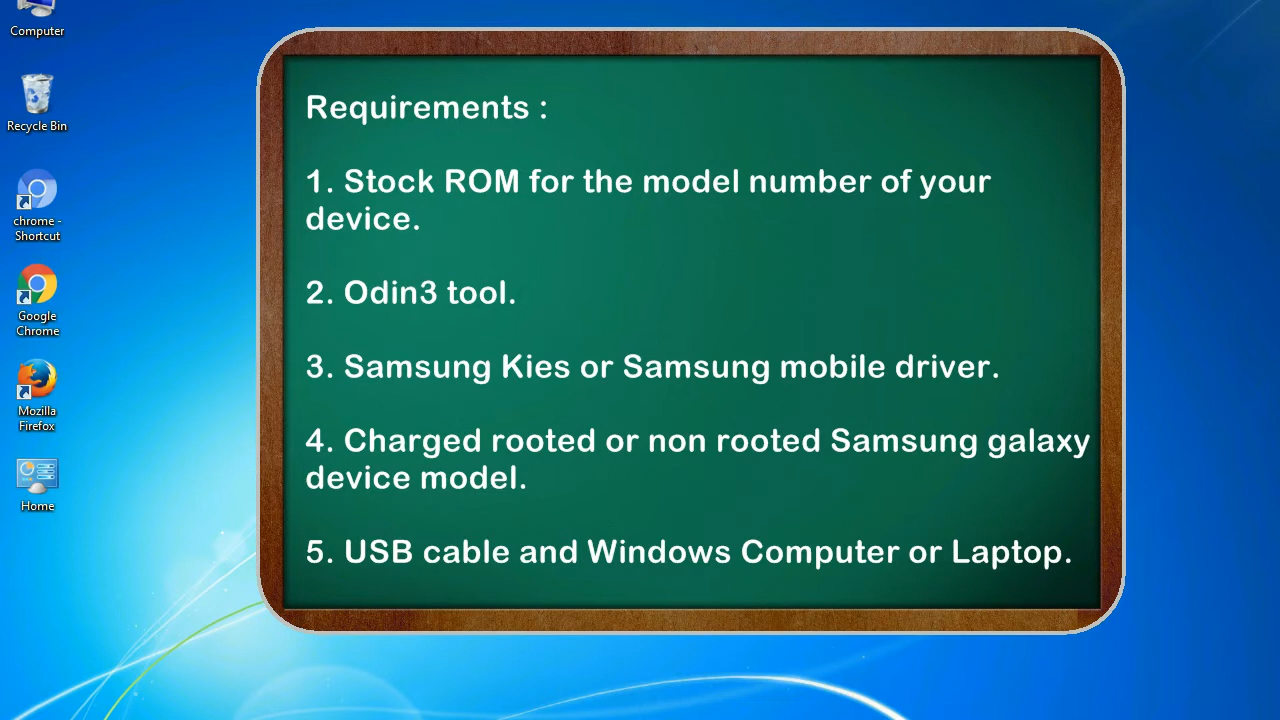 Computer
Recycle Bin
chrome -
Shortcut
Google
Chrome
Mozilla
Firefox
Home
Requirements :
1. Stock ROM for the model number of your
device.
2. Odin3 tool.
3. Samsung Kies or Samsung mobile driver.
4. Charged rooted or non rooted Samsung galaxy
device model.
5. USB cable and Windows Computer or Laptop.